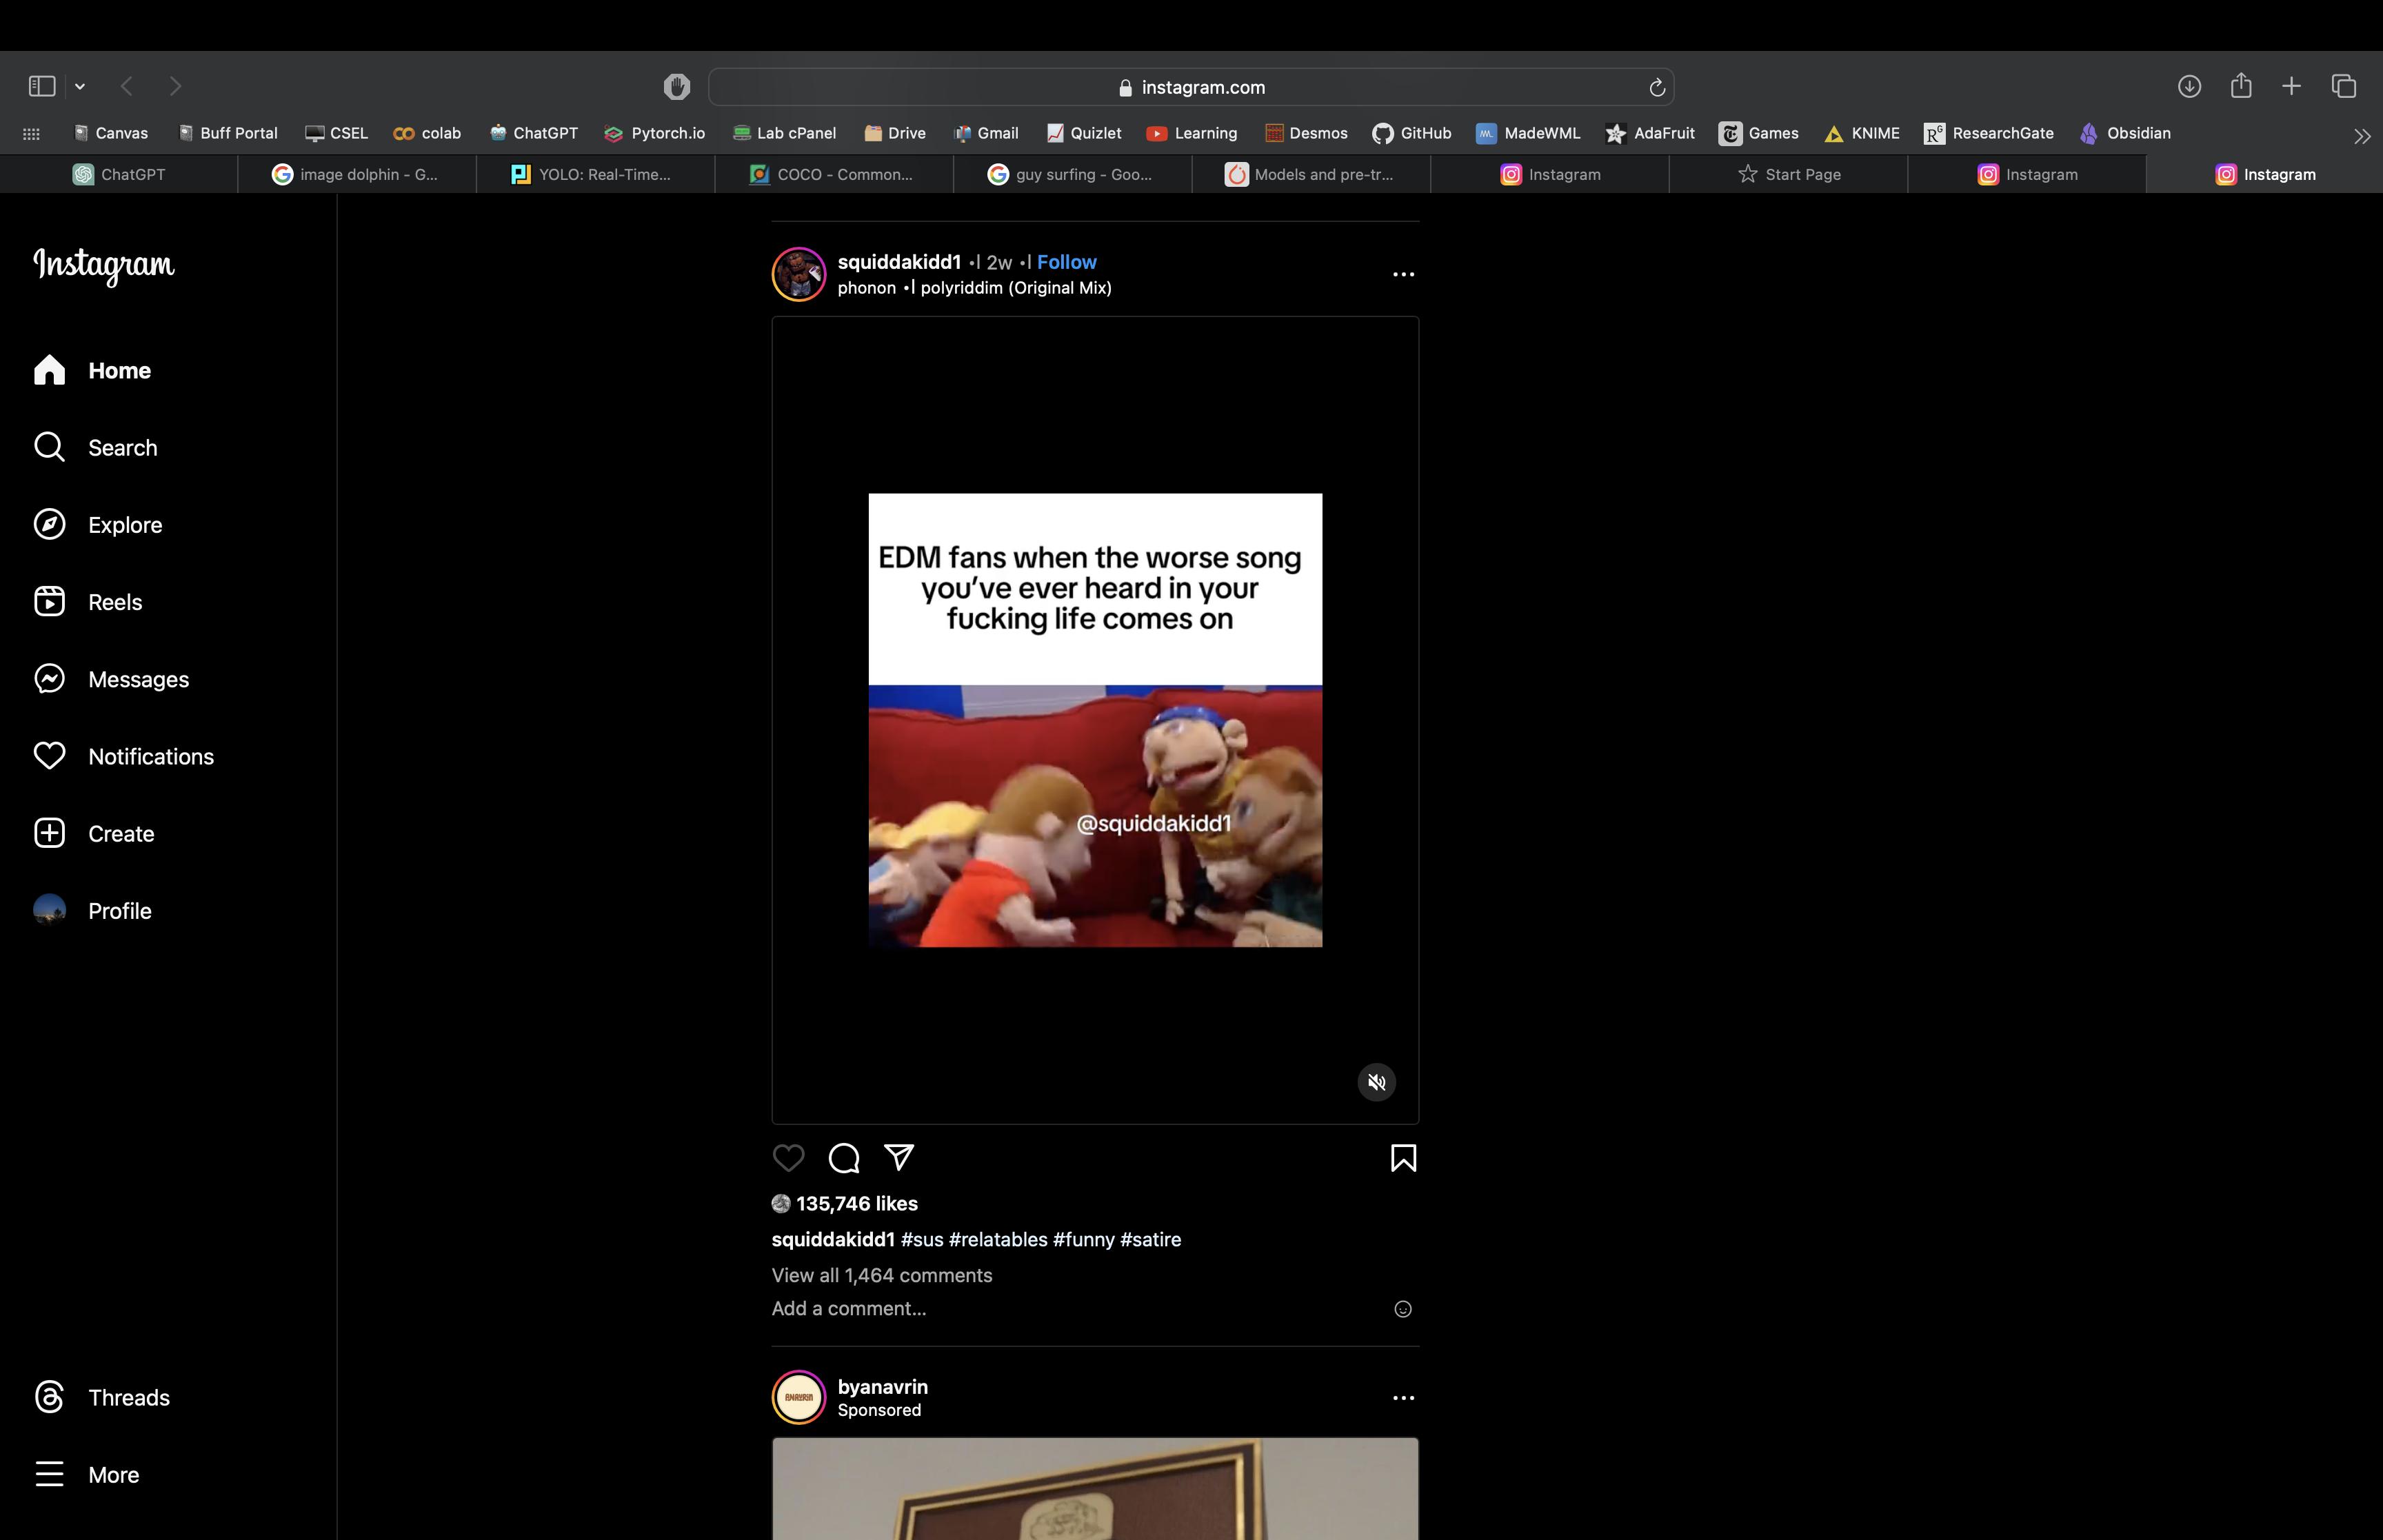 instagram.com
Canvas
Buff Portal
CSEL
colab
ChatGPT
Pytorch.io
Lab cPanel
Drive
Gmail
Quizlet
Learning
Desmos
GitHub
MadeWML
AdaFruit
Games
KNIME
ResearchGate
Obsidian
ChatGPT
image dolphin - G...
YOLO: Real-Time...
COCO - Common...
guy surfing - Goo...
Models and pre-tr...
Instagram
Start Page
Instagram
Instagram
Instagram
Home
Search
Explore
Reels
Messages
Notifications
Create
Profile
Threads
More
squiddakidd1 • 2w • Follow
phonon • polyriddim (Original Mix)
EDM fans when the worse song
you've ever heard in your
fucking life comes on
@squiddakidd1
135,746 likes
squiddakidd1 #sus #relatables #funny #satire
View all 1,464 comments
Add a comment...
ANAVRIN
byanavrin
Sponsored